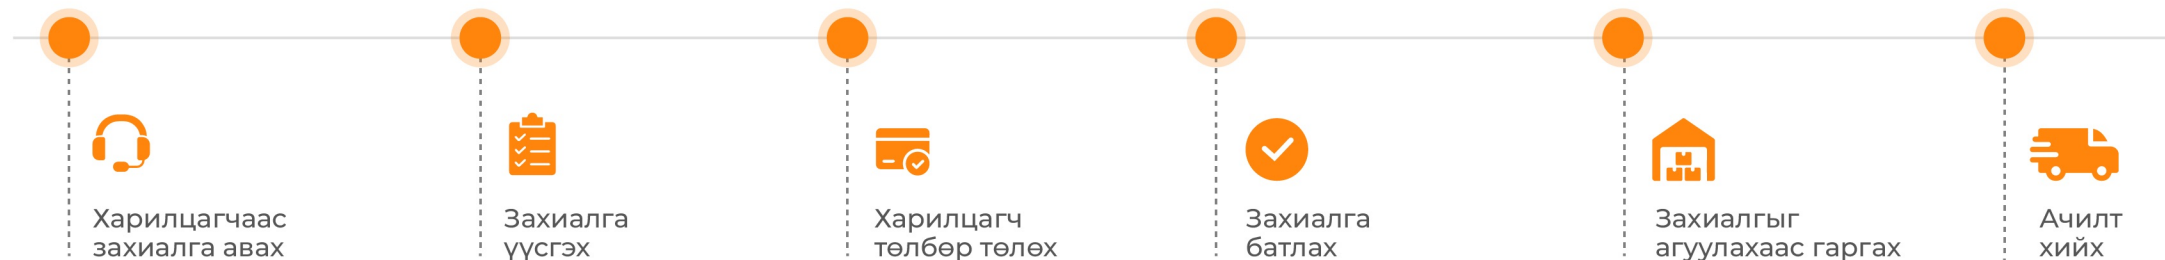 Харилцагчаас
захиалга авах
Захиалга
үүсгэх
Харилцагч
төлбөр төлөх
Захиалга
батлах
Захиалгыг
агуулахаас гаргах
Ачилт
хийх